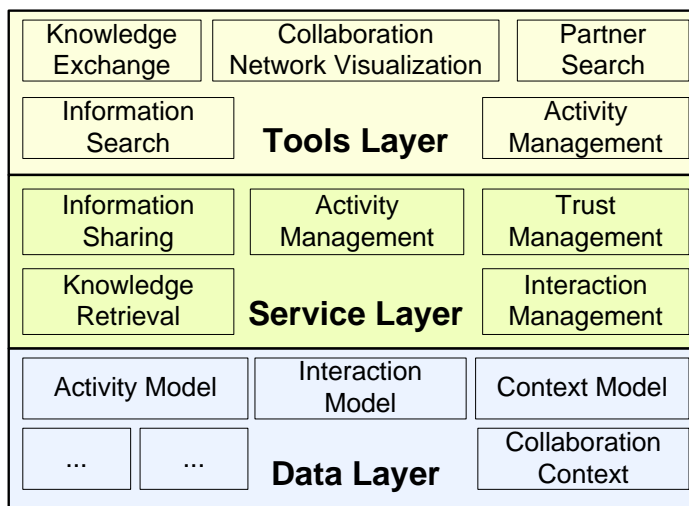 Knowledge
Exchange
Collaboration
Network Visualization
Partner
Search
Information
Search
Tools Layer
Activity
Management
Information
Sharing
Activity
Management
Trust
Management
Knowledge
Retrieval
Service Layer
Interaction
Management
Activity Model
Interaction
Model
Context Model
...
...
Data Layer
Collaboration
Context